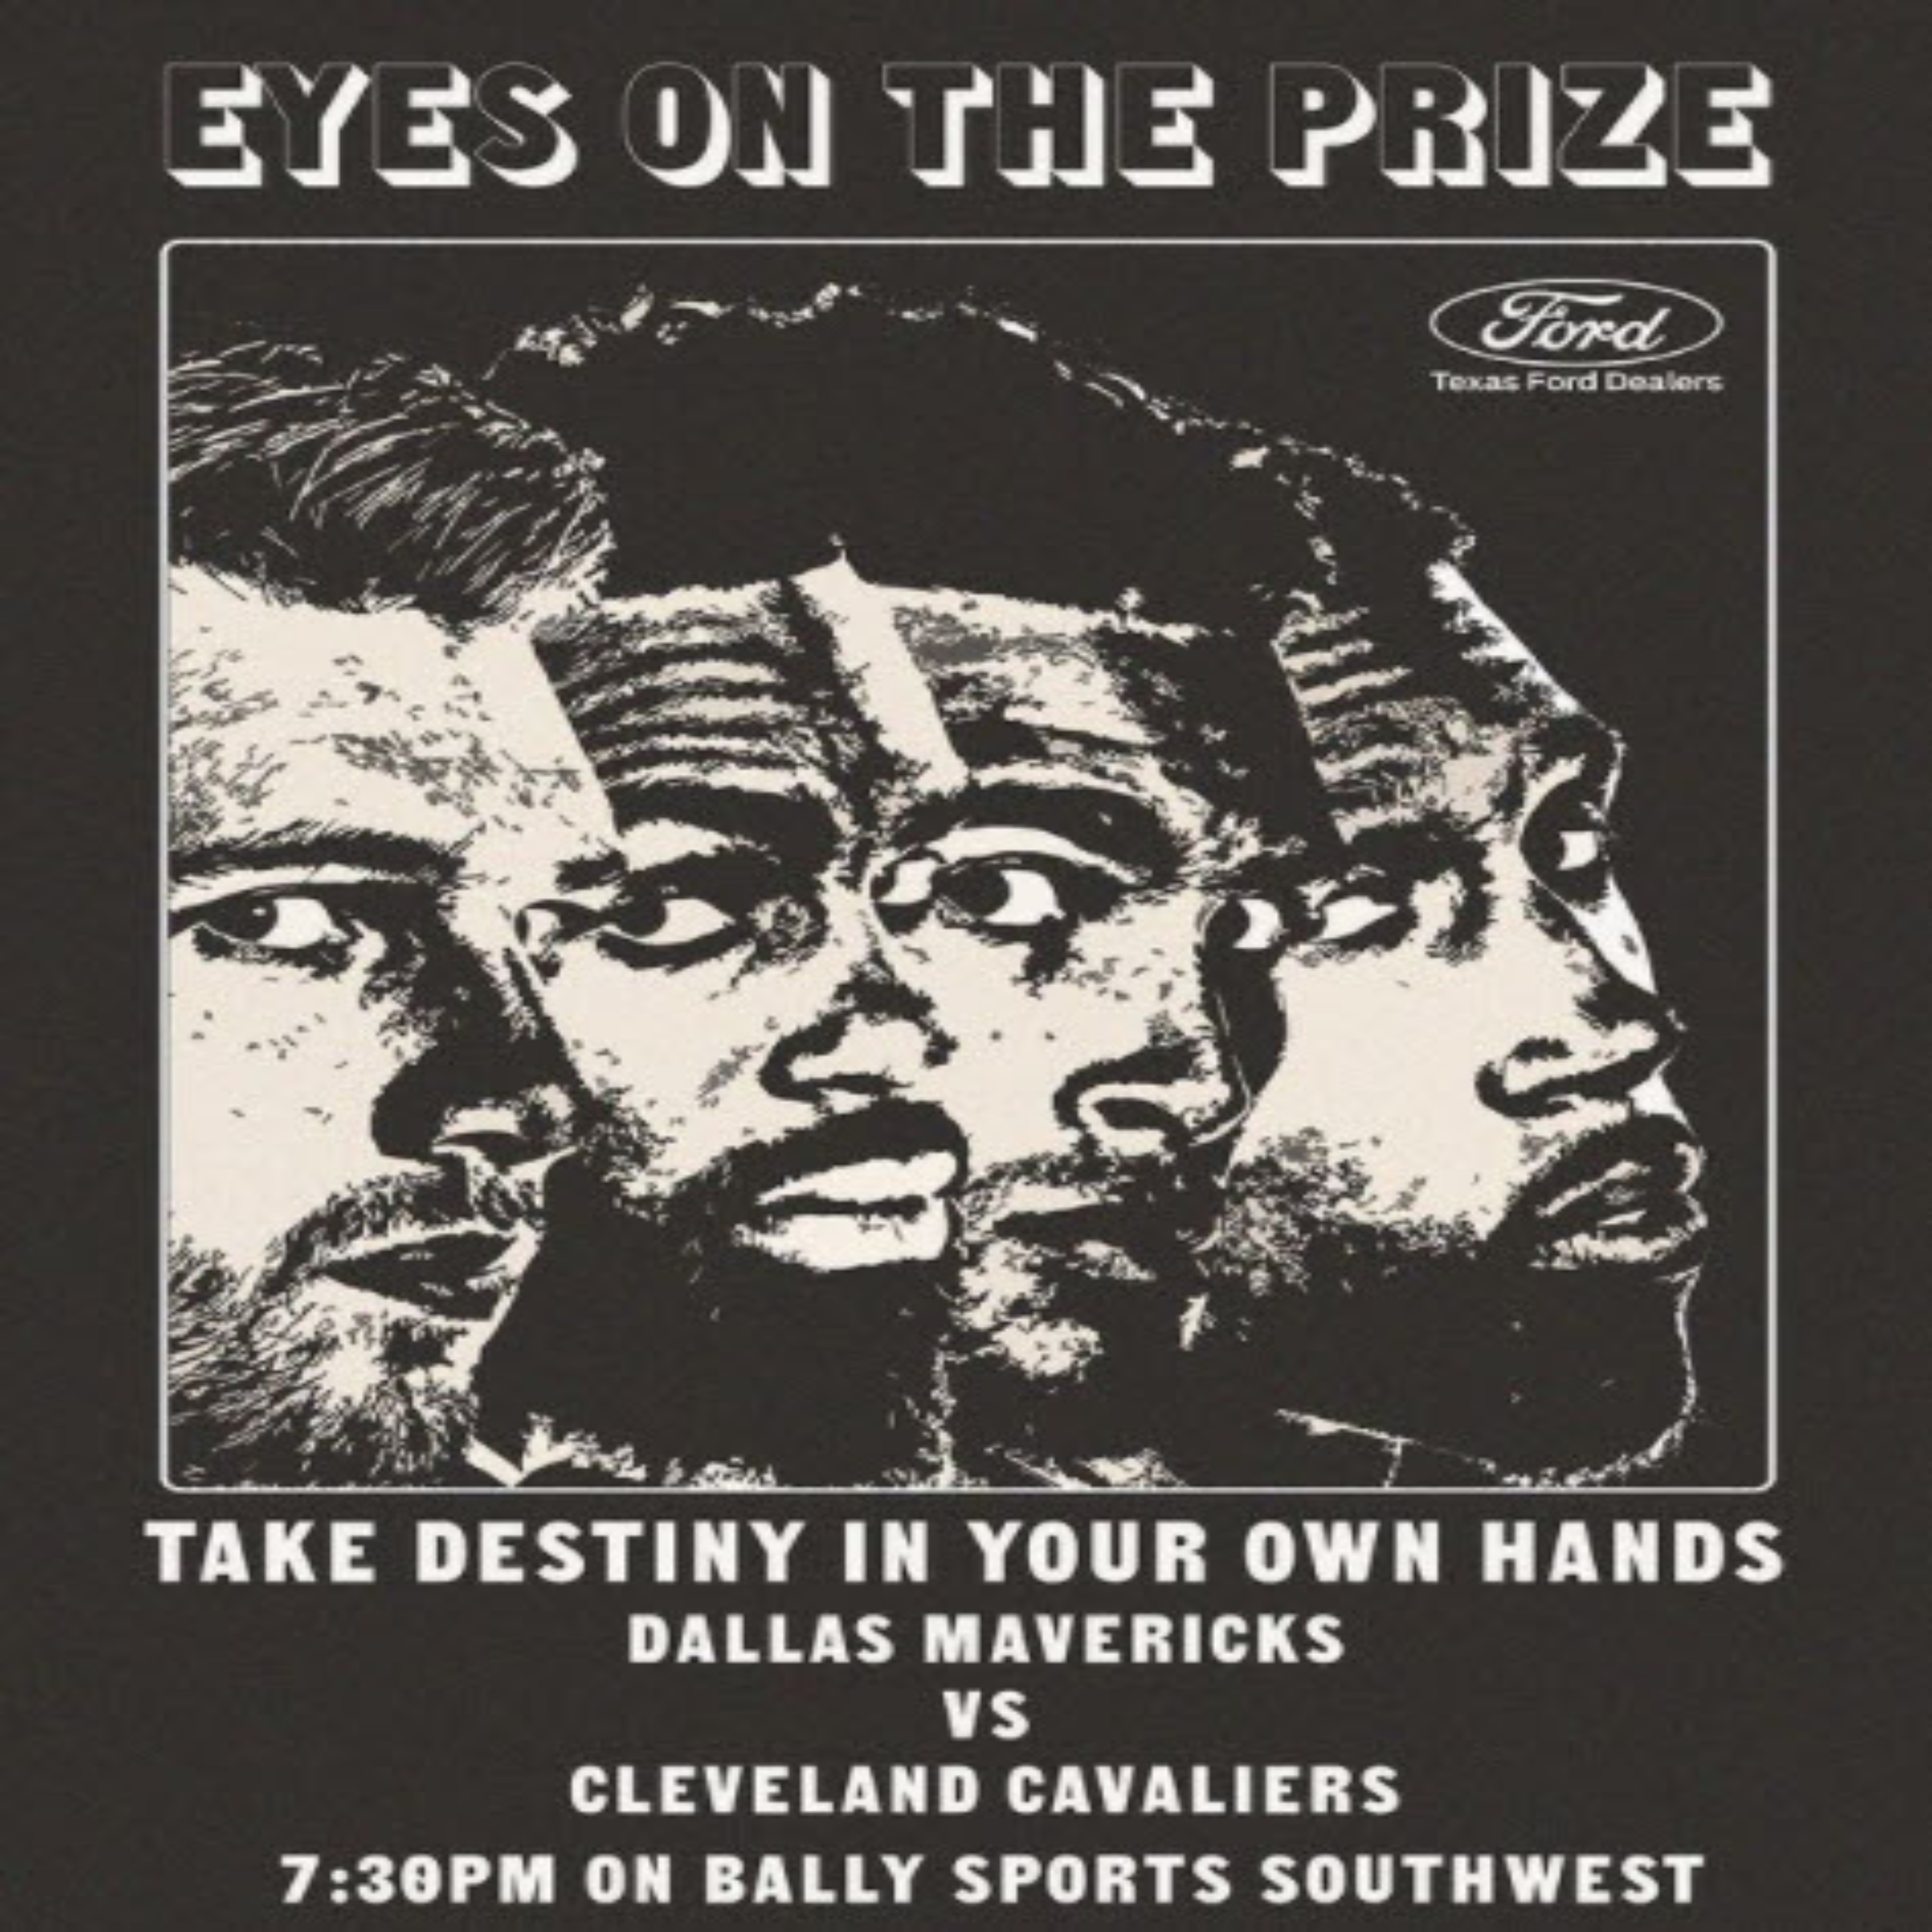 EYES ON THE PRIZE
Ford
Texas Ford Dealers
TAKE DESTINY IN YOUR OWN HANDS
DALLAS MAVERICKS
VS
CLEVELAND CAVALIERS
7:30PM ON BALLY SPORTS SOUTHWEST